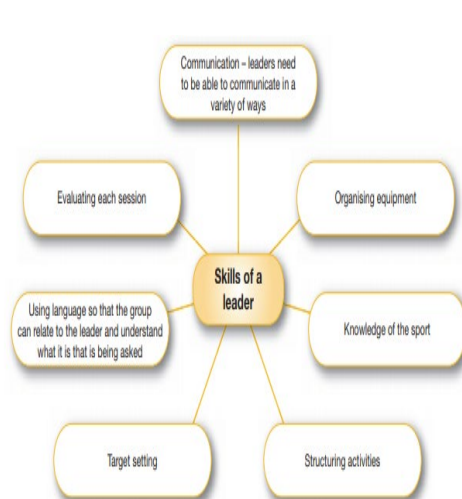 Communication – leaders need
to be able to communicate in a
variety of ways
Evaluating each session
Organising equipment
Skills of a
leader
Using language so that the group
can relate to the leader and understand
what it is that is being asked
Knowledge of the sport
Target setting
Structuring activities